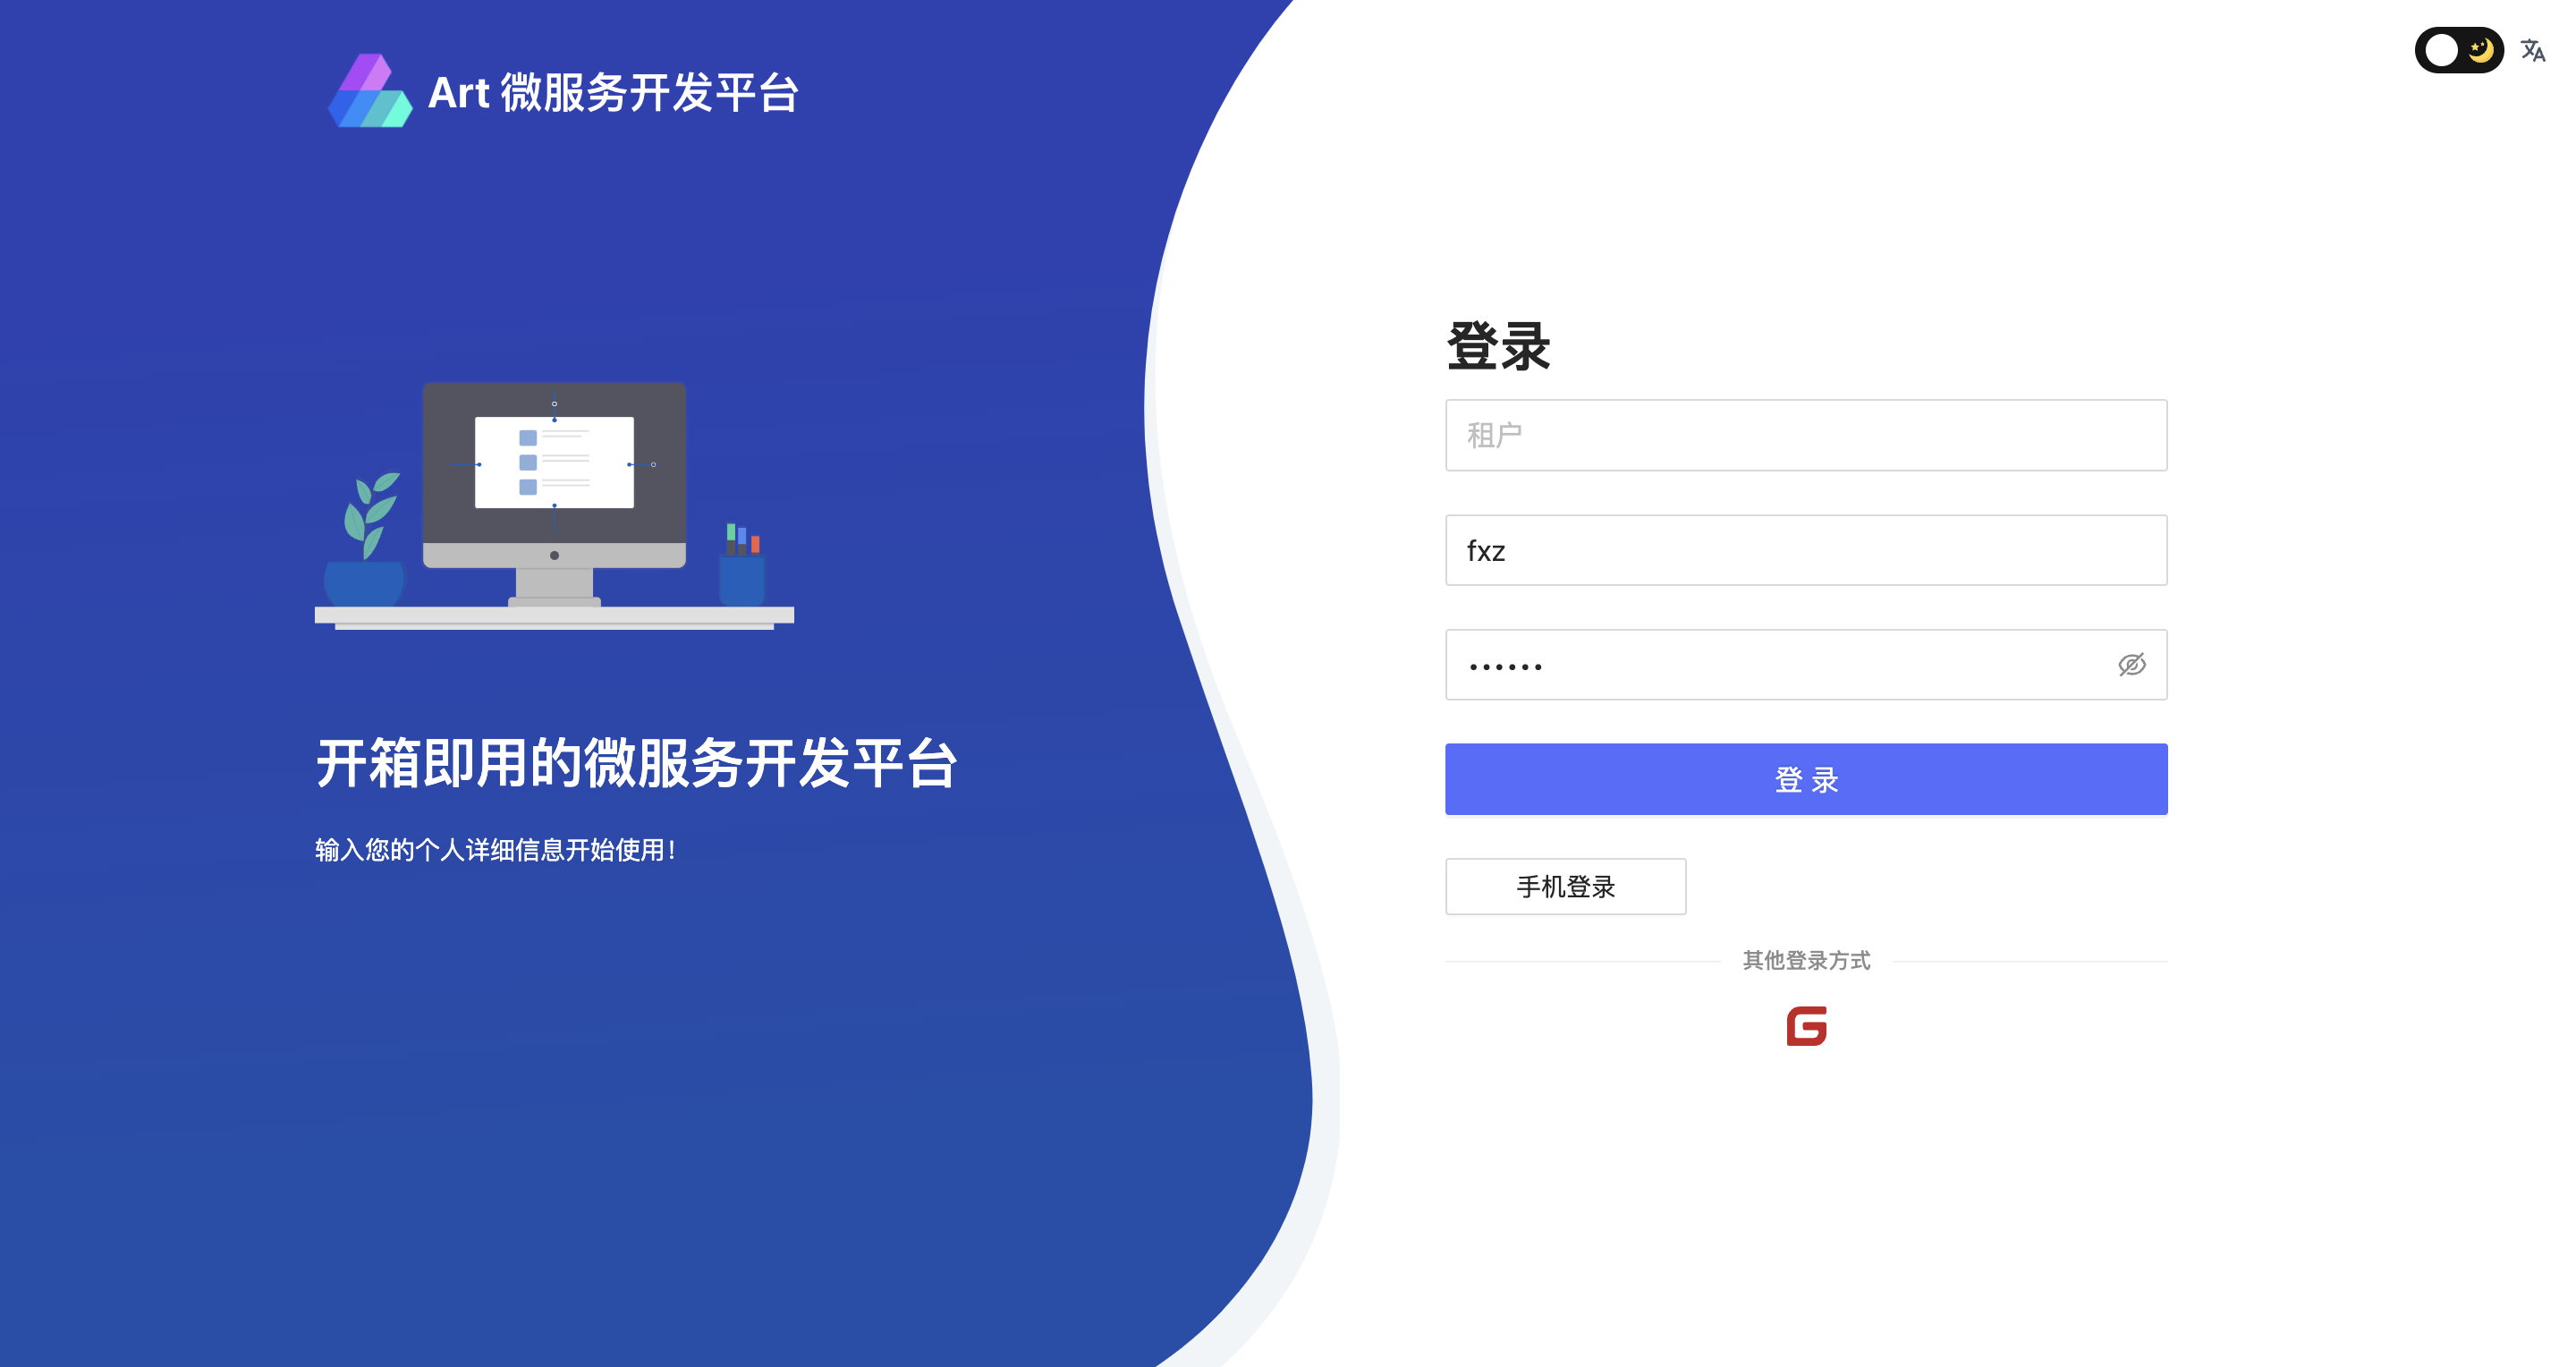 Art 微服务开发平台
开箱即用的微服务开发平台
输入您的个人详细信息开始使用！
登录
租户
fxz
••••••
登 录
手机登录
其他登录方式